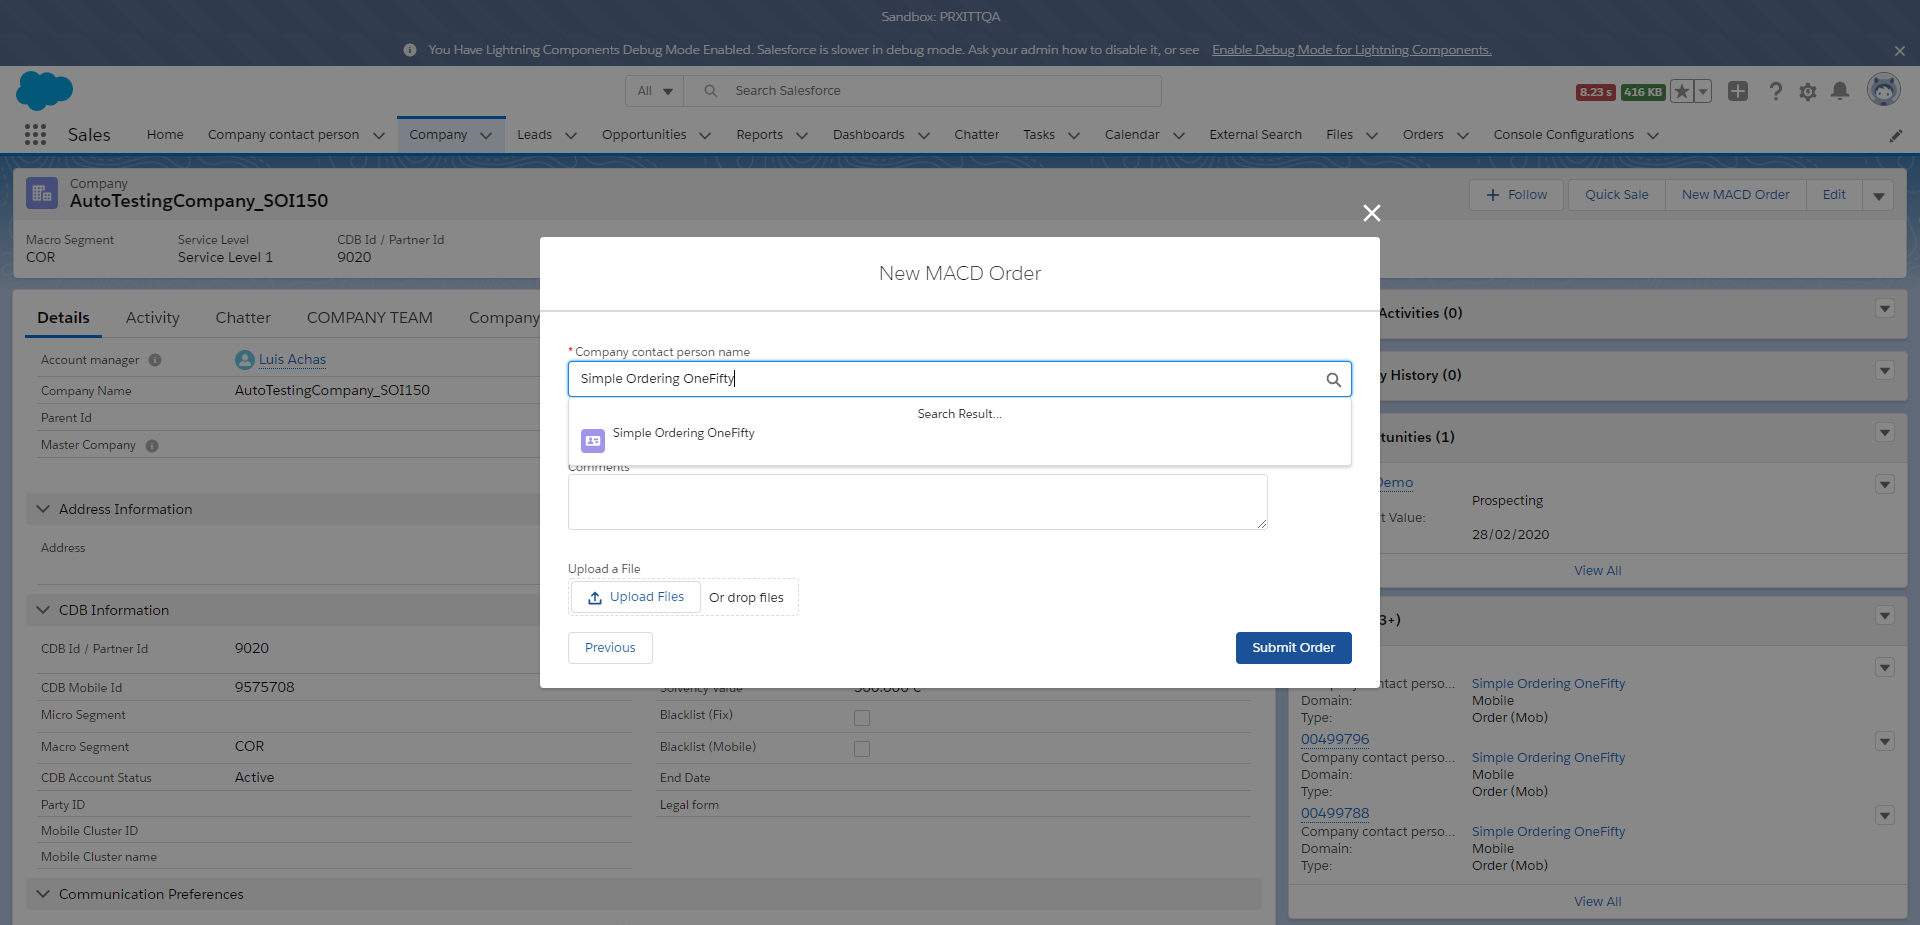 Sandbox: PRXITTQA
You Have Lightning Components Debug Mode Enabled. Salesforce is slower in debug mode. Ask your admin how to disable it, or see Enable Debug Mode for Lightning Components.
All
Search Salesforce
8.23 s
416 KB
Sales
Home
Company contact person
Company
Leads
Opportunities
Reports
Dashboards
Chatter
Tasks
Calendar
External Search
Files
Orders
Console Configurations
Company
AutoTestingCompany_SOI150
Follow
Quick Sale
New MACD Order
Edit
Macro Segment
COR
Service Level
Service Level 1
CDB Id / Partner Id
9020
Details
Activity
Chatter
COMPANY TEAM
Company
Account manager
Luis Achas
Company Name
AutoTestingCompany_SOI150
Parent Id
Master Company
Address Information
Address
CDB Information
CDB Id / Partner Id
9020
CDB Mobile Id
9575708
Micro Segment
Macro Segment
COR
CDB Account Status
Active
Party ID
Mobile Cluster ID
Mobile Cluster name
Communication Preferences
Solvency Value
500.000 €
Blacklist (Fix)
Blacklist (Mobile)
End Date
Legal form
New MACD Order
* Company contact person name
Simple Ordering OneFifty
Search Result...
Simple Ordering OneFifty
Comments
Upload a File
Upload Files
Or drop files
Previous
Submit Order
Activities (0)
y History (0)
tunities (1)
Demo
Prospecting
t Value:
28/02/2020
View All
3+)
ntact perso...
Simple Ordering OneFifty
Domain:
Mobile
Type:
Order (Mob)
00499796
Company contact perso...
Simple Ordering OneFifty
Domain:
Mobile
Type:
Order (Mob)
00499788
Company contact perso...
Simple Ordering OneFifty
Domain:
Mobile
Type:
Order (Mob)
View All